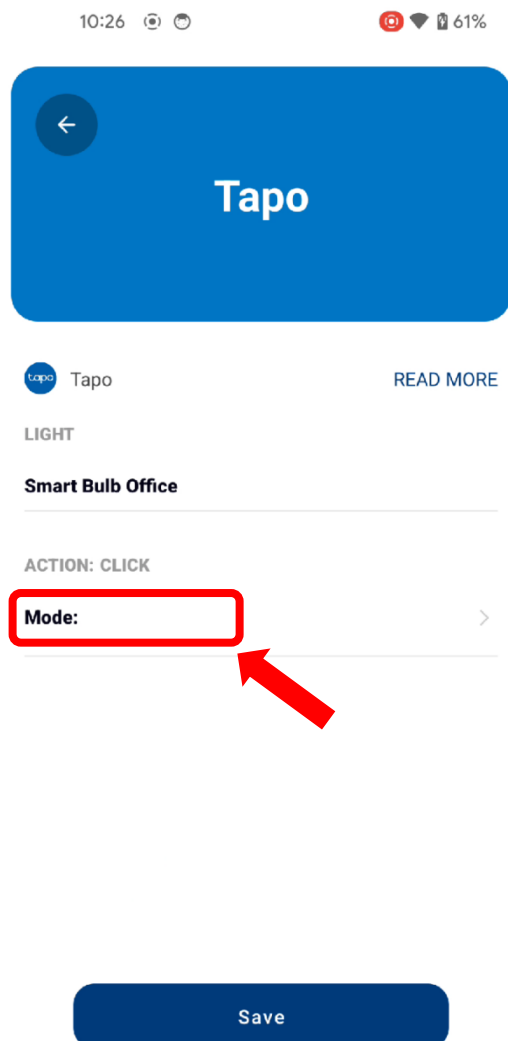 10:26 61%
Tapo
tapo Tapo READ MORE
LIGHT
Smart Bulb Office
ACTION: CLICK
Mode:
Save